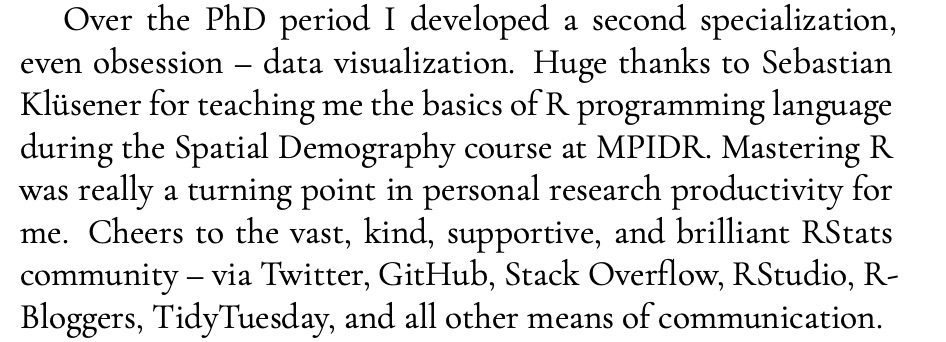 Over the PhD period I developed a second specialization,
even obsession – data visualization. Huge thanks to Sebastian
Klüsener for teaching me the basics of R programming language
during the Spatial Demography course at MPIDR. Mastering R
was really a turning point in personal research productivity for
me. Cheers to the vast, kind, supportive, and brilliant RStats
community – via Twitter, GitHub, Stack Overflow, RStudio, R-
Bloggers, TidyTuesday, and all other means of communication.